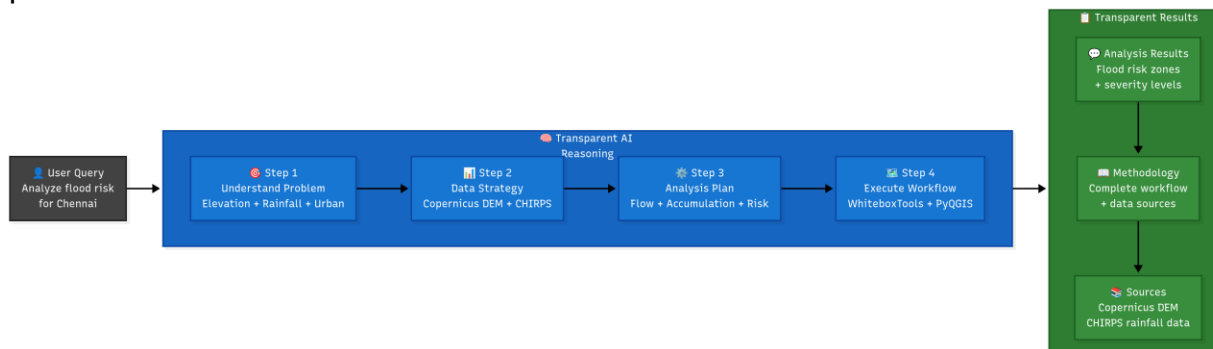 👤 User Query
Analyze flood risk
for Chennai
🧠 Transparent AI
Reasoning
🎯 Step 1
Understand Problem
Elevation + Rainfall + Urban
📊 Step 2
Data Strategy
Copernicus DEM + CHIRPS
⚙️ Step 3
Analysis Plan
Flow + Accumulation + Risk
🗺️ Step 4
Execute Workflow
WhiteboxTools + PyQGIS
📋 Transparent Results
💬 Analysis Results
Flood risk zones
+ severity levels
📖 Methodology
Complete workflow
+ data sources
📚 Sources
Copernicus DEM
CHIRPS rainfall data